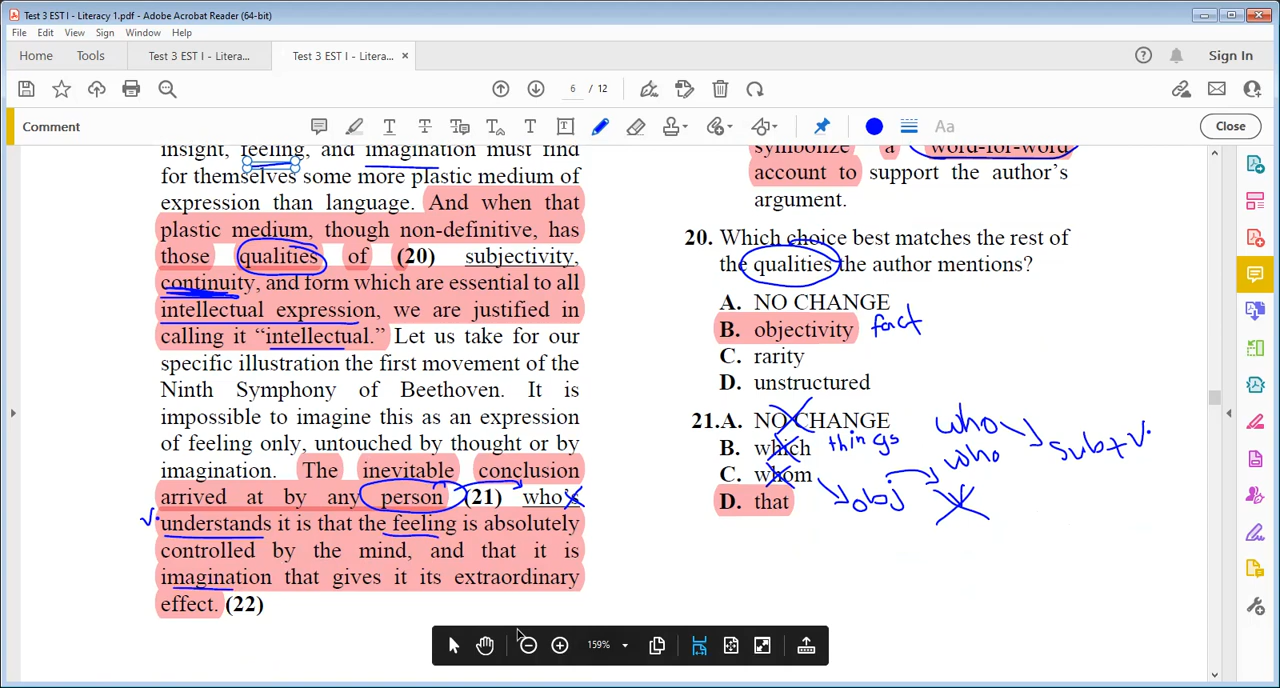 Test 3 EST I - Literacy 1.pdf - Adobe Acrobat Reader (64-bit)
File Edit View Sign Window Help
Home Tools Test 3 EST I - Litera... Test 3 EST I - Litera... × Sign In
6 / 12
Comment Close
insight, feeling, and imagination must find
for themselves some more plastic medium of
expression than language. And when that
plastic medium, though non-definitive, has
those qualities of (20) subjectivity,
continuity, and form which are essential to all
intellectual expression, we are justified in
calling it “intellectual.” Let us take for our
specific illustration the first movement of the
Ninth Symphony of Beethoven. It is
impossible to imagine this as an expression
of feeling only, untouched by thought or by
imagination. The inevitable conclusion
arrived at by any person (21) who's
understands it is that the feeling is absolutely
controlled by the mind, and that it is
imagination that gives it its extraordinary
effect. (22)
symbolize a word-for-word
account to support the author’s
argument.
20. Which choice best matches the rest of
the qualities the author mentions?
A. NO CHANGE
B. objectivity fact
C. rarity
D. unstructured
21.A. NO CHANGE who
B. which things who sub+V.
C. whom obj
D. that
V.
159%